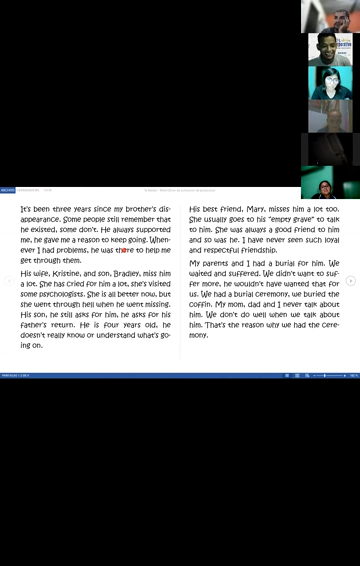 It's been three years since my brother's dis-
appearance. Some people still remember that
he existed, some don't. He always supported
me, he gave me a reason to keep going. When-
ever I had problems, he was there to help me
get through them.
His wife, Kristine, and son, Bradley, miss him
a lot. She has cried for him a lot, she's visited
some psychologists. She is all better now, but
she went through hell when he went missing.
His son, he still asks for him, he asks for his
father's return. He is four years old, he
doesn't really know or understand what's go-
ing on.
His best friend, Mary, misses him a lot too.
She usually goes to his "empty grave" to talk
to him. She was always a good friend to him
and so was he. I have never seen such loyal
and respectful friendship.
My parents and I had a burial for him. We
waited and suffered. We didn't want to suf-
fer more, he wouldn't have wanted that for
us. We had a burial ceremony, we buried the
coffin. My mom, dad and I never talk about
him. We don't do well when we talk about
him. That's the reason why we had the cere-
mony.